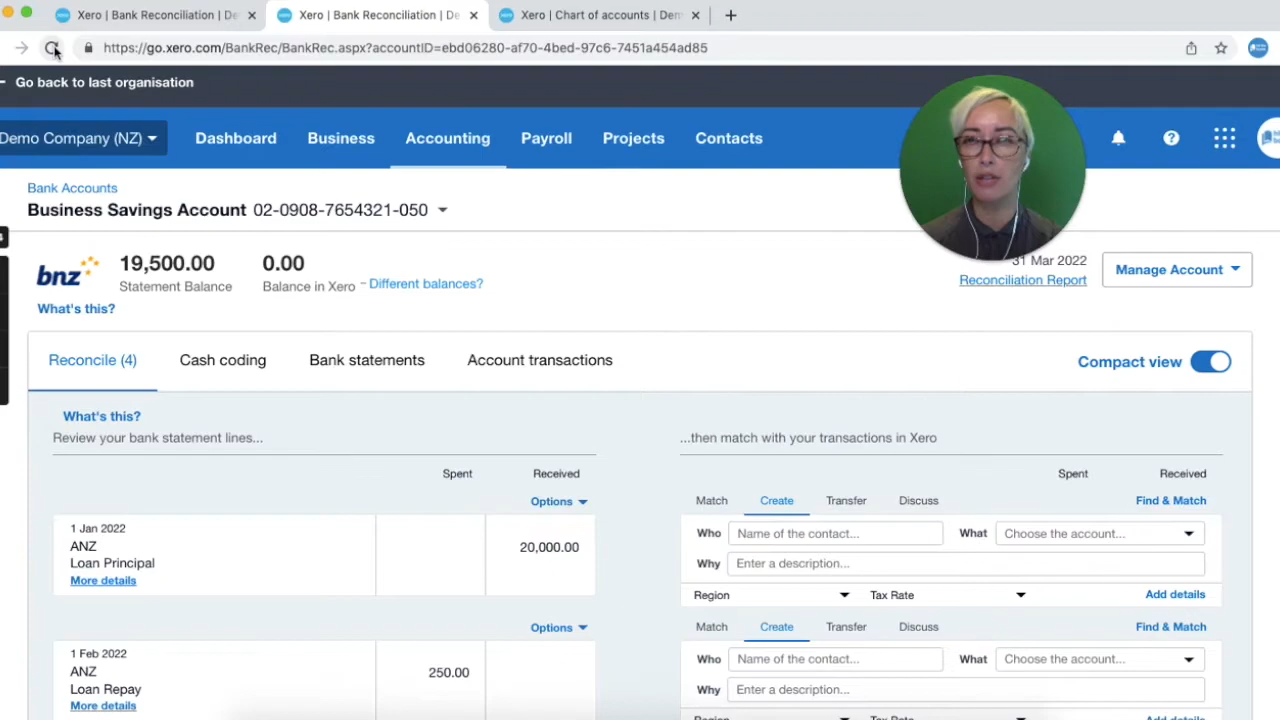 Xero | Bank Reconciliation | De
Xero | Bank Reconciliation | De
Xero | Chart of accounts | Dem
https://go.xero.com/BankRec/BankRec.aspx?accountID=ebd06280-af70-4bed-97c6-7451a454ad85
Go back to last organisation
Demo Company (NZ)
Dashboard
Business
Accounting
Payroll
Projects
Contacts
Bank Accounts
Business Savings Account 02-0908-7654321-050
bnz
19,500.00
0.00
Statement Balance
Balance in Xero
Different balances?
What's this?
31 Mar 2022
Reconciliation Report
Manage Account
Reconcile (4)
Cash coding
Bank statements
Account transactions
Compact view
What's this?
Review your bank statement lines...
...then match with your transactions in Xero
Spent
Received
Spent
Received
Options
Match
Create
Transfer
Discuss
Find & Match
1 Jan 2022
ANZ
Loan Principal
More details
20,000.00
Who
Name of the contact...
What
Choose the account...
Why
Enter a description...
Region
Tax Rate
Add details
Options
Match
Create
Transfer
Discuss
Find & Match
1 Feb 2022
ANZ
Loan Repay
More details
250.00
Who
Name of the contact...
What
Choose the account...
Why
Enter a description...
Region
Tax Rate
Add details